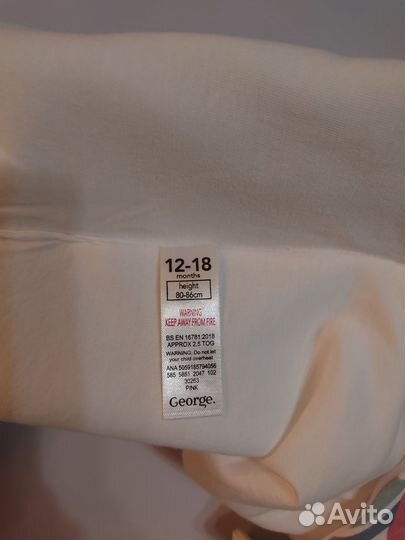 12-18
months
height
80-86cm
WARNING
KEEP AWAY FROM FIRE
BS EN 16781:2018
APPROX 2.5 TOG
WARNING: Do not let
your child overheat
ANA 5059185794056
585 5851 2047 102
30263
PINK
George.
Avito